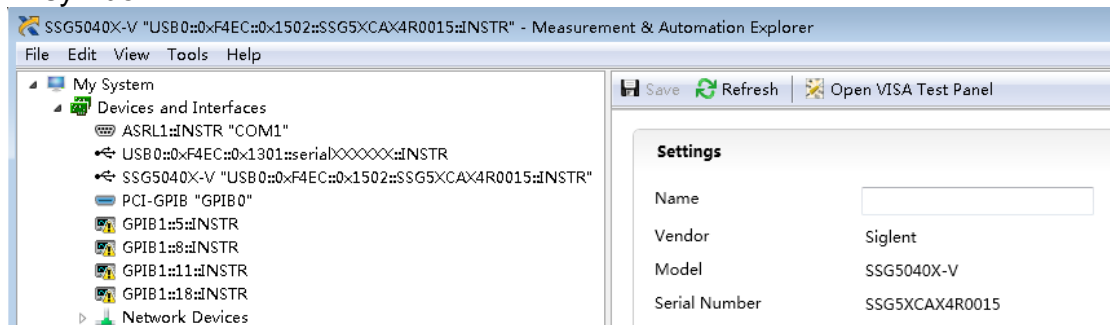 SSG5040X-V "USB0::0xF4EC::0x1502::SSG5XCAX4R0015::INSTR" - Measurement & Automation Explorer
File Edit View Tools Help
My System
Devices and Interfaces
ASRL1::INSTR "COM1"
USB0::0xF4EC::0x1301::serialXXXXXX::INSTR
SSG5040X-V "USB0::0xF4EC::0x1502::SSG5XCAX4R0015::INSTR"
PCI-GPIB "GPIB0"
GPIB1::5::INSTR
GPIB1::8::INSTR
GPIB1::11::INSTR
GPIB1::18::INSTR
Network Devices
Save Refresh Open VISA Test Panel
Settings
Name
Vendor Siglent
Model SSG5040X-V
Serial Number SSG5XCAX4R0015